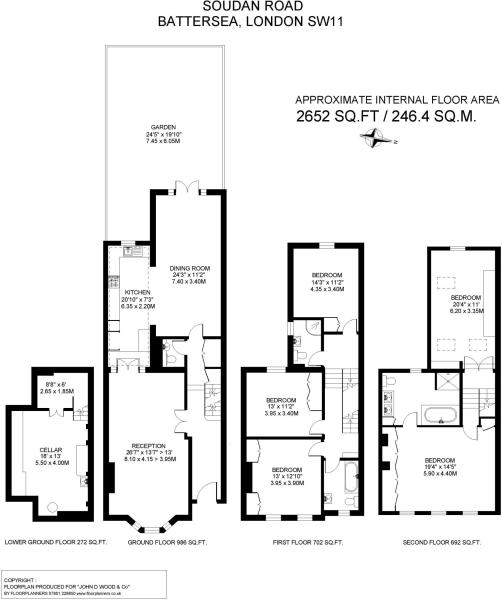 SOUDAN ROAD
BATTERSEA, LONDON SW11
APPROXIMATE INTERNAL FLOOR AREA
2652 SQ.FT / 246.4 SQ.M.
N
GARDEN
24'5" x 19'10"
7.45 x 6.05M
DINING ROOM
24'3" x 11'2"
7.40 x 3.40M
KITCHEN
20'10" x 7'3"
6.35 x 2.20M
BEDROOM
14'3" x 11'2"
4.35 x 3.40M
BEDROOM
20'4" x 11'
6.20 x 3.35M
8'8" x 6'
2.65 x 1.85M
CELLAR
18' x 13'
5.50 x 4.00M
RECEPTION
26'7" x 13'7" > 13'
8.10 x 4.15 > 3.95M
BEDROOM
13' x 11'2"
3.95 x 3.40M
BEDROOM
13' x 12'10"
3.95 x 3.90M
BEDROOM
19'4" x 14'5"
5.90 x 4.40M
LOWER GROUND FLOOR 272 SQ.FT.
GROUND FLOOR 986 SQ.FT.
FIRST FLOOR 702 SQ.FT.
SECOND FLOOR 692 SQ.FT.
COPYRIGHT :
FLOORPLAN PRODUCED FOR "JOHN D WOOD & Co"
BY FLOORPLANNERS 07801 228850 www.floorplanners.co.uk